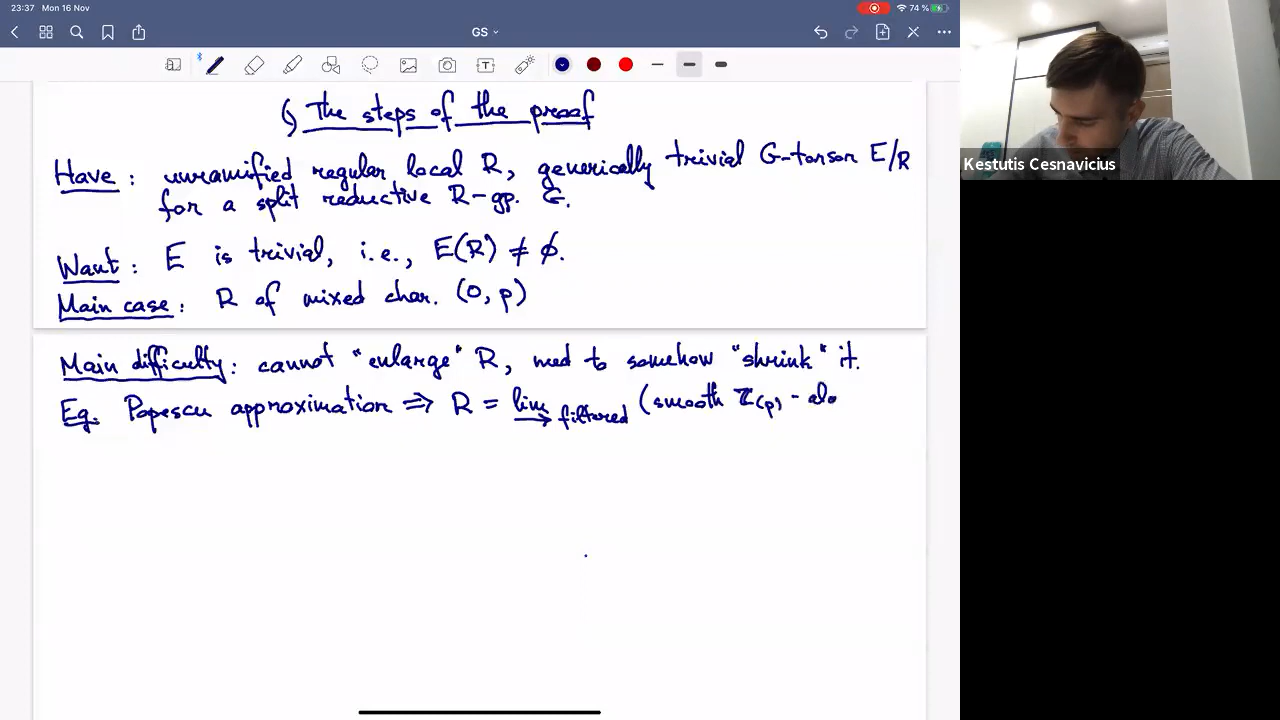 23:37 Mon 16 Nov
74 %
GS
§ The steps of the proof
Have: unramified regular local R, generically trivial G-torsor E/R
for a split reductive R-gp. G.
Want: E is trivial, i.e., E(R) ≠ ∅.
Main case: R of mixed char. (0, p)
Main difficulty: cannot "enlarge" R, need to somehow "shrink" it.
Eg. Popescu approximation ⇒ R = lim→ filtered (smooth ℤ(p) - alg
Kestutis Cesnavicius